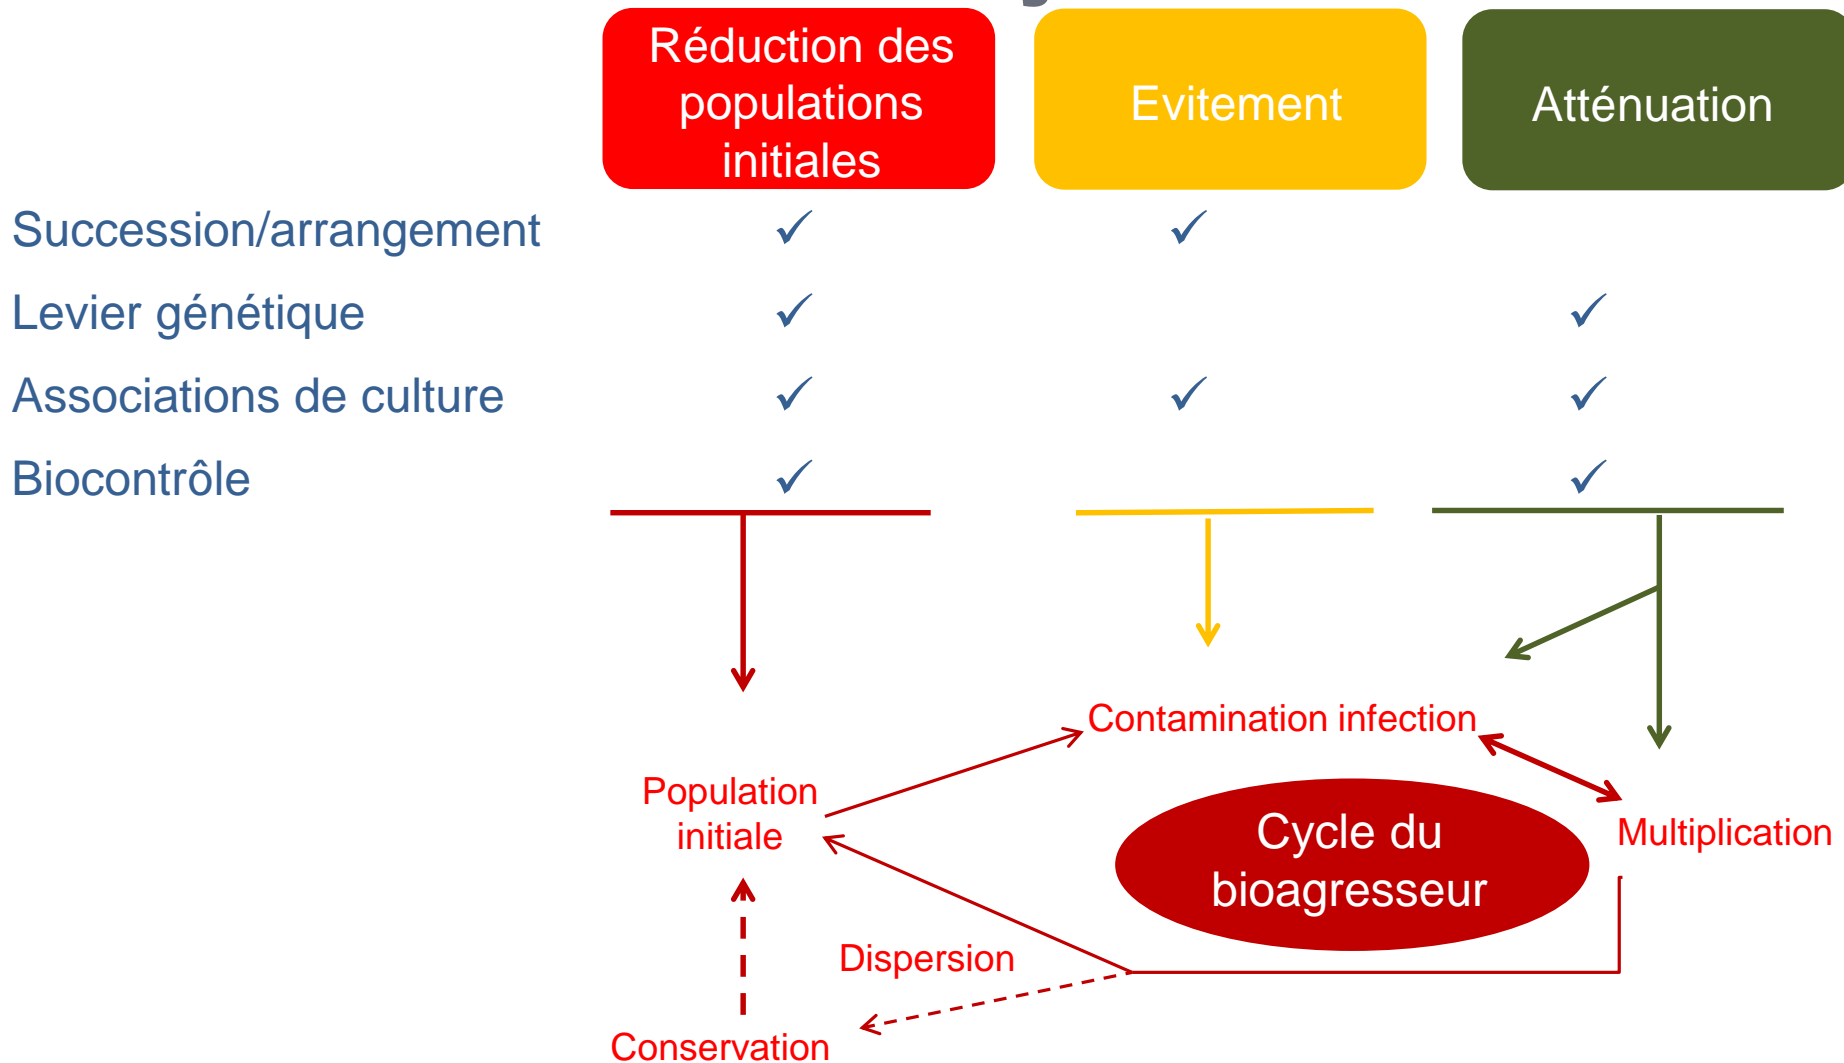 Réduction des
populations
initiales
Evitement
Atténuation
Succession/arrangement
✓ ✓
Levier génétique
✓ ✓
Associations de culture
✓ ✓ ✓
Biocontrôle
✓ ✓
Contamination infection
Population
initiale
Cycle du
bioagresseur
Multiplication
Dispersion
Conservation